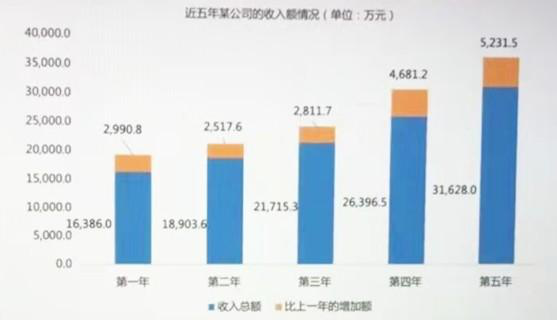 近五年某公司的收入额情况（单位：万元）
40,000.0
35,000.0
30,000.0
25,000.0
20,000.0
15,000.0
10,000.0
5,000.0
0.0
2,990.8
2,517.6
2,811.7
4,681.2
5,231.5
16,386.0
18,903.6
21,715.3
26,396.5
31,628.0
第一年
第二年
第三年
第四年
第五年
收入总额
比上一年的增加额